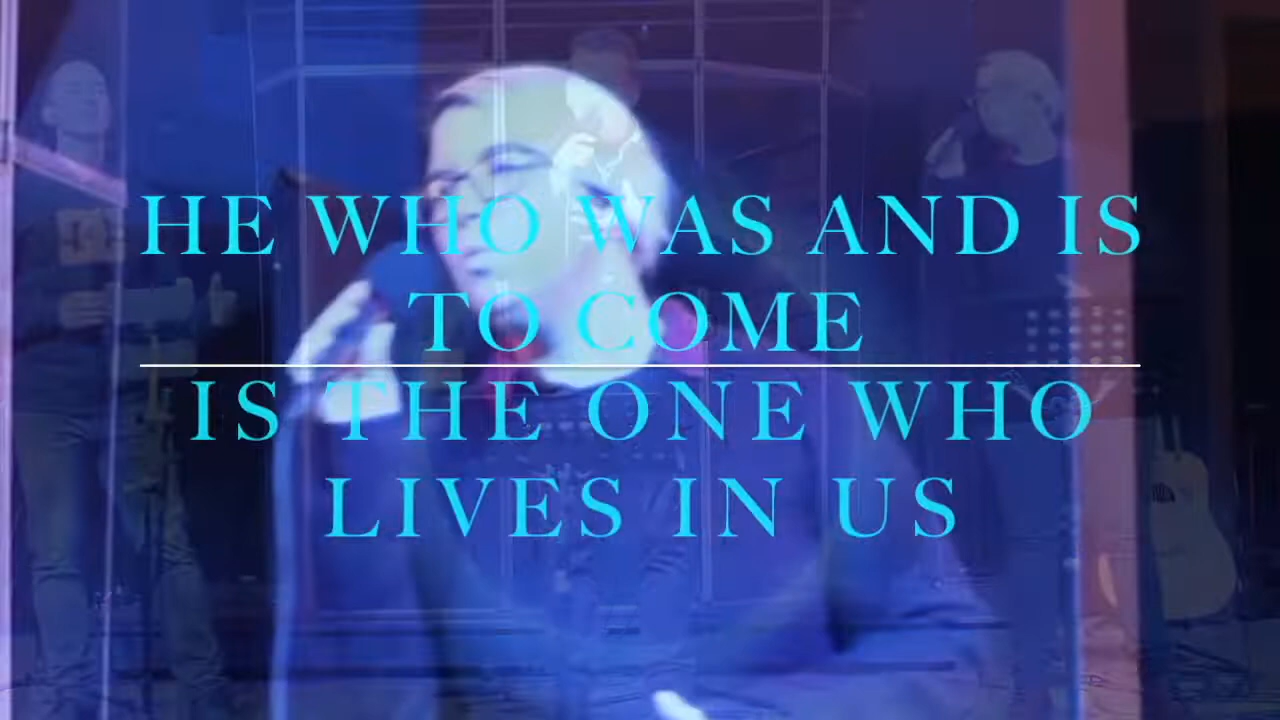 HE WHO WAS AND IS
TO COME
IS THE ONE WHO
LIVES IN US